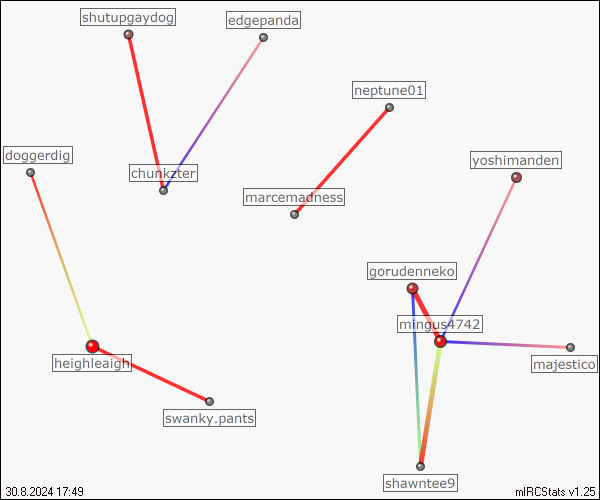 shutupgaydog
edgepanda
neptune01
doggerdig
chunkzter
yoshimanden
marcemadness
gorudenneko
mingus4742
heighleaigh
majestico
swanky.pants
shawntee9
30.8.2024 17:49
mIRCStats v1.25